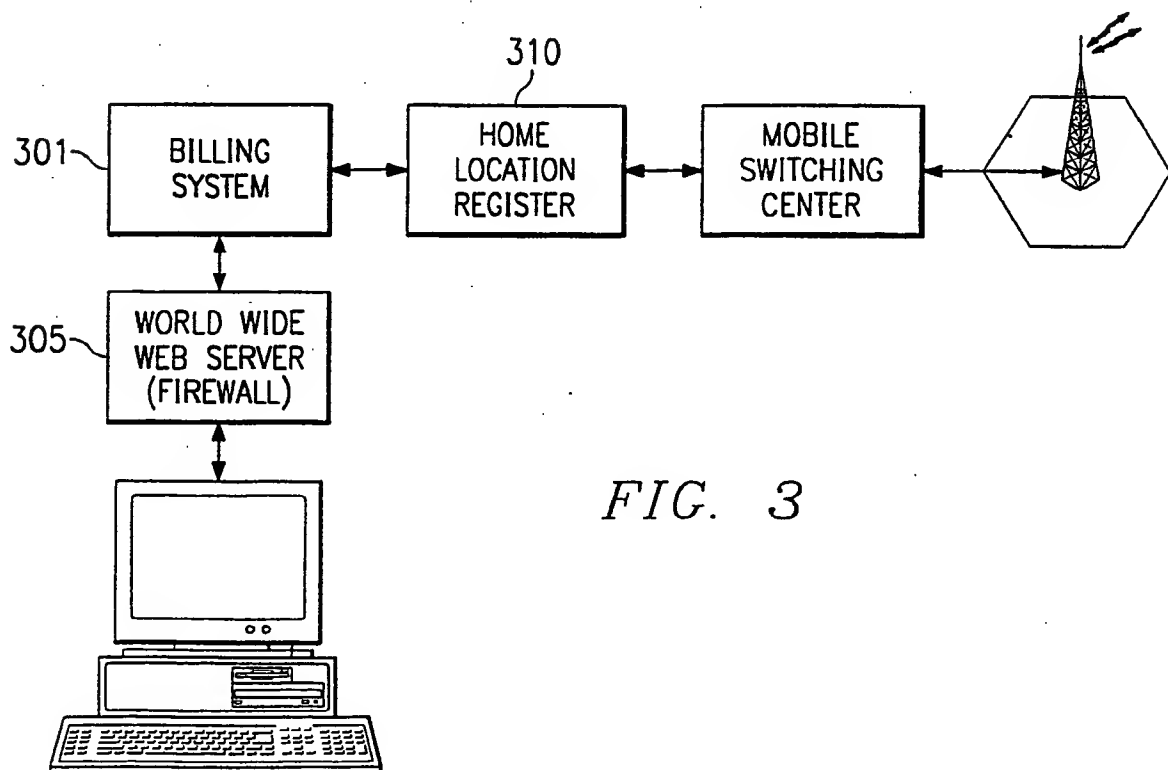 310
301
BILLING
SYSTEM
HOME
LOCATION
REGISTER
MOBILE
SWITCHING
CENTER
305
WORLD WIDE
WEB SERVER
(FIREWALL)
FIG. 3